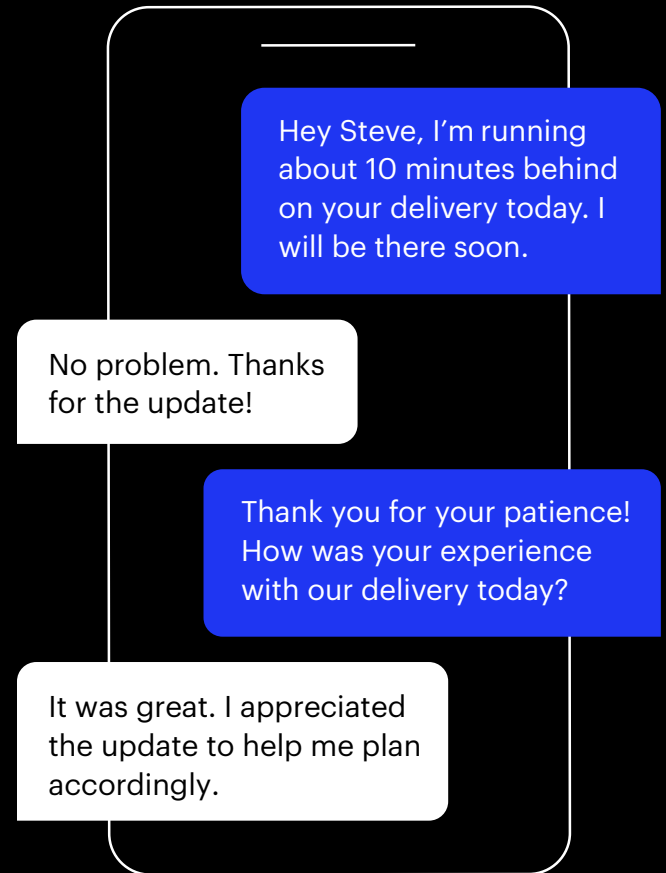 Hey Steve, I’m running
about 10 minutes behind
on your delivery today. I
will be there soon.
No problem. Thanks
for the update!
Thank you for your patience!
How was your experience
with our delivery today?
It was great. I appreciated
the update to help me plan
accordingly.